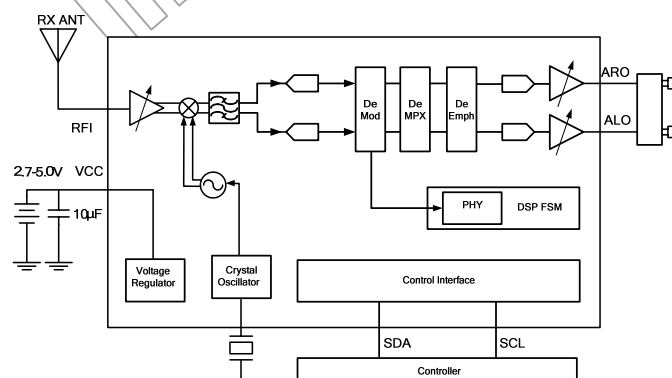 RX ANT
RFI
2.7-5.0V VCC
10µF
De Mod
De MPX
De Emph
ARO
ALO
PHY
DSP FSM
Voltage Regulator
Crystal Oscillator
Control Interface
SDA
SCL
Controller